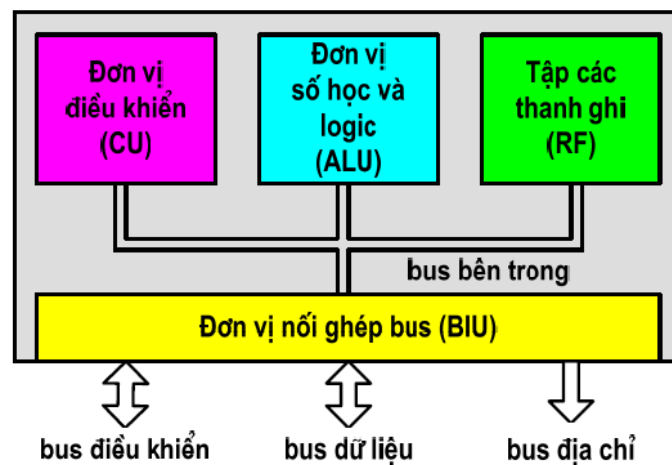 Đơn vị
điều khiển
(CU)
Đơn vị
số học và
logic
(ALU)
Tập các
thanh ghi
(RF)
bus bên trong
Đơn vị nối ghép bus (BIU)
bus điều khiển
bus dữ liệu
bus địa chỉ